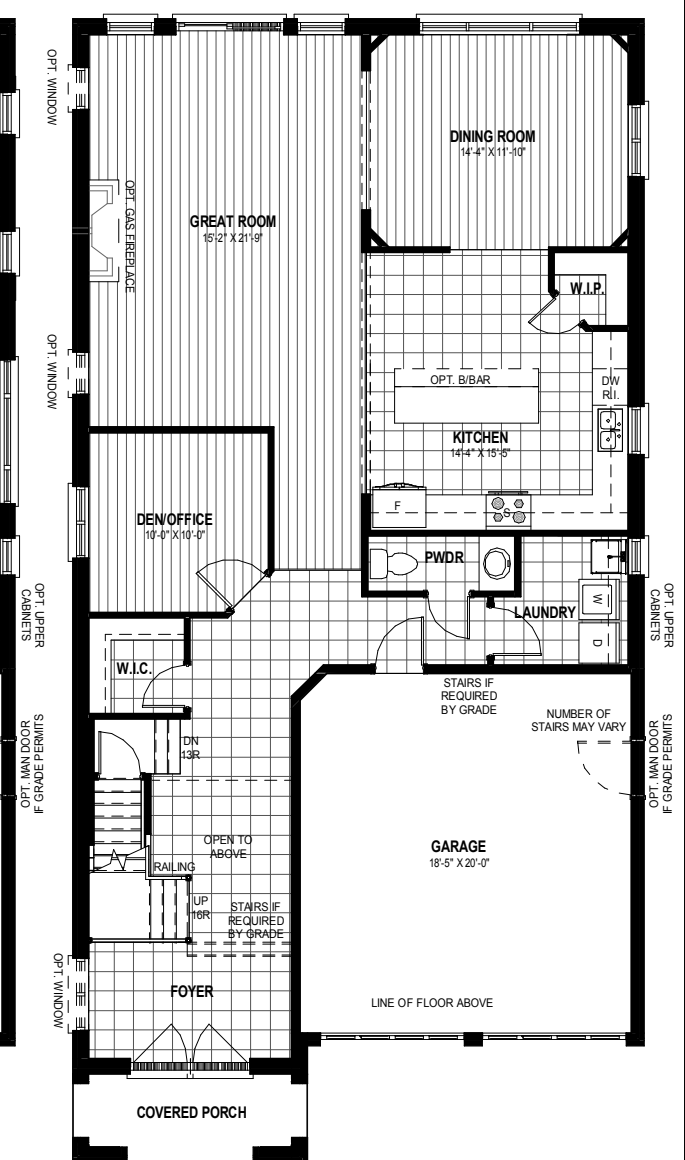 OPT. WINDOW
DINING ROOM
14'-4" X 11'-10"
OPT. GAS FIREPLACE
GREAT ROOM
15'-2" X 21'-9"
W.I.P.
OPT. WINDOW
OPT. B/BAR
DW
R.I.
KITCHEN
14'-4" X 15'-5"
F
S
DEN/OFFICE
10'-0" X 10'-0"
PWDR
OPT. UPPER
CABINETS
W
LAUNDRY
D
OPT. UPPER
CABINETS
W.I.C.
STAIRS IF
REQUIRED
BY GRADE
NUMBER OF
STAIRS MAY VARY
OPT. MAN DOOR
IF GRADE PERMITS
OPT. MAN DOOR
IF GRADE PERMITS
DN
13R
OPEN TO
ABOVE
GARAGE
18'-5" X 20'-0"
RAILING
UP
16R
STAIRS IF
REQUIRED
BY GRADE
OPT. WINDOW
FOYER
LINE OF FLOOR ABOVE
COVERED PORCH